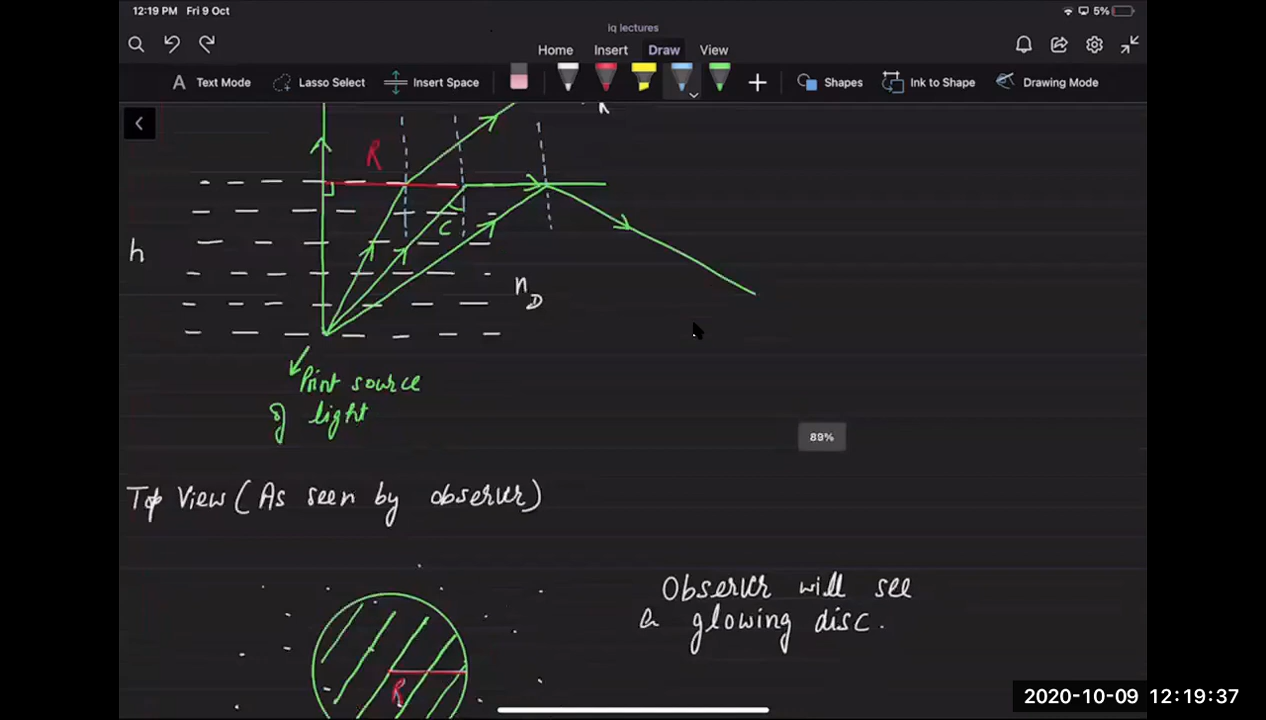 12:19 PM Fri 9 Oct
5%
iq lectures
Home Insert Draw View
Text Mode Lasso Select Insert Space Shapes Ink to Shape Drawing Mode
R
C
h
n D
Point source
of light
89%
Top View (As seen by observer)
Observer will see
a glowing disc.
R
2020-10-09 12:19:37